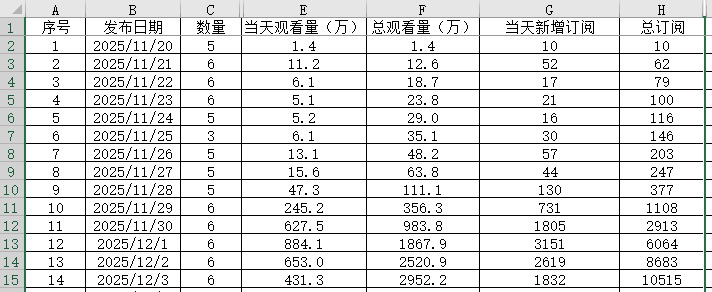 A B C E F G H
1 序号 发布日期 数量 当天观看量（万） 总观看量（万） 当天新增订阅 总订阅
2 1 2025/11/20 5 1.4 1.4 10 10
3 2 2025/11/21 6 11.2 12.6 52 62
4 3 2025/11/22 6 6.1 18.7 17 79
5 4 2025/11/23 6 5.1 23.8 21 100
6 5 2025/11/24 5 5.2 29.0 16 116
7 6 2025/11/25 3 6.1 35.1 30 146
8 7 2025/11/26 5 13.1 48.2 57 203
9 8 2025/11/27 5 15.6 63.8 44 247
10 9 2025/11/28 5 47.3 111.1 130 377
11 10 2025/11/29 6 245.2 356.3 731 1108
12 11 2025/11/30 6 627.5 983.8 1805 2913
13 12 2025/12/1 6 884.1 1867.9 3151 6064
14 13 2025/12/2 6 653.0 2520.9 2619 8683
15 14 2025/12/3 6 431.3 2952.2 1832 10515